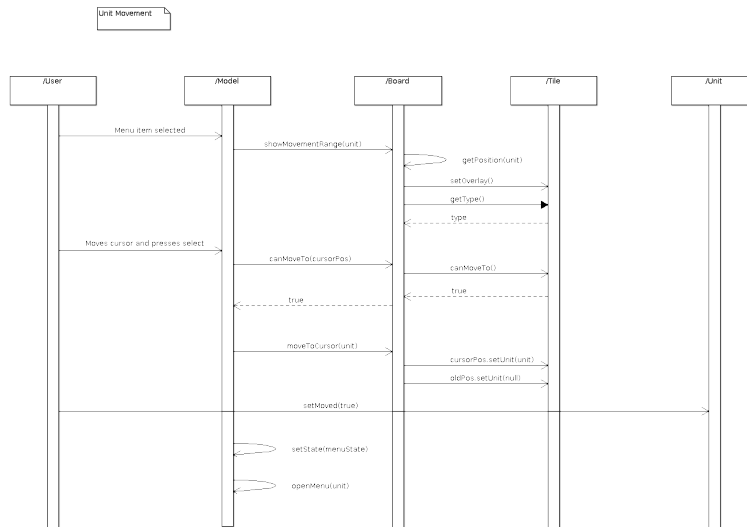 Unit Movement
/User
/Model
/Board
/Tile
/Unit
Menu item selected
showMovementRange(unit)
getPosition(unit)
setOverlay()
getType()
type
Moves cursor and presses select
canMoveTo(cursorPos)
canMoveTo()
true
true
moveToCursor(unit)
cursorPos.setUnit(unit)
oldPos.setUnit(null)
setMoved(true)
setState(menuState)
openMenu(unit)